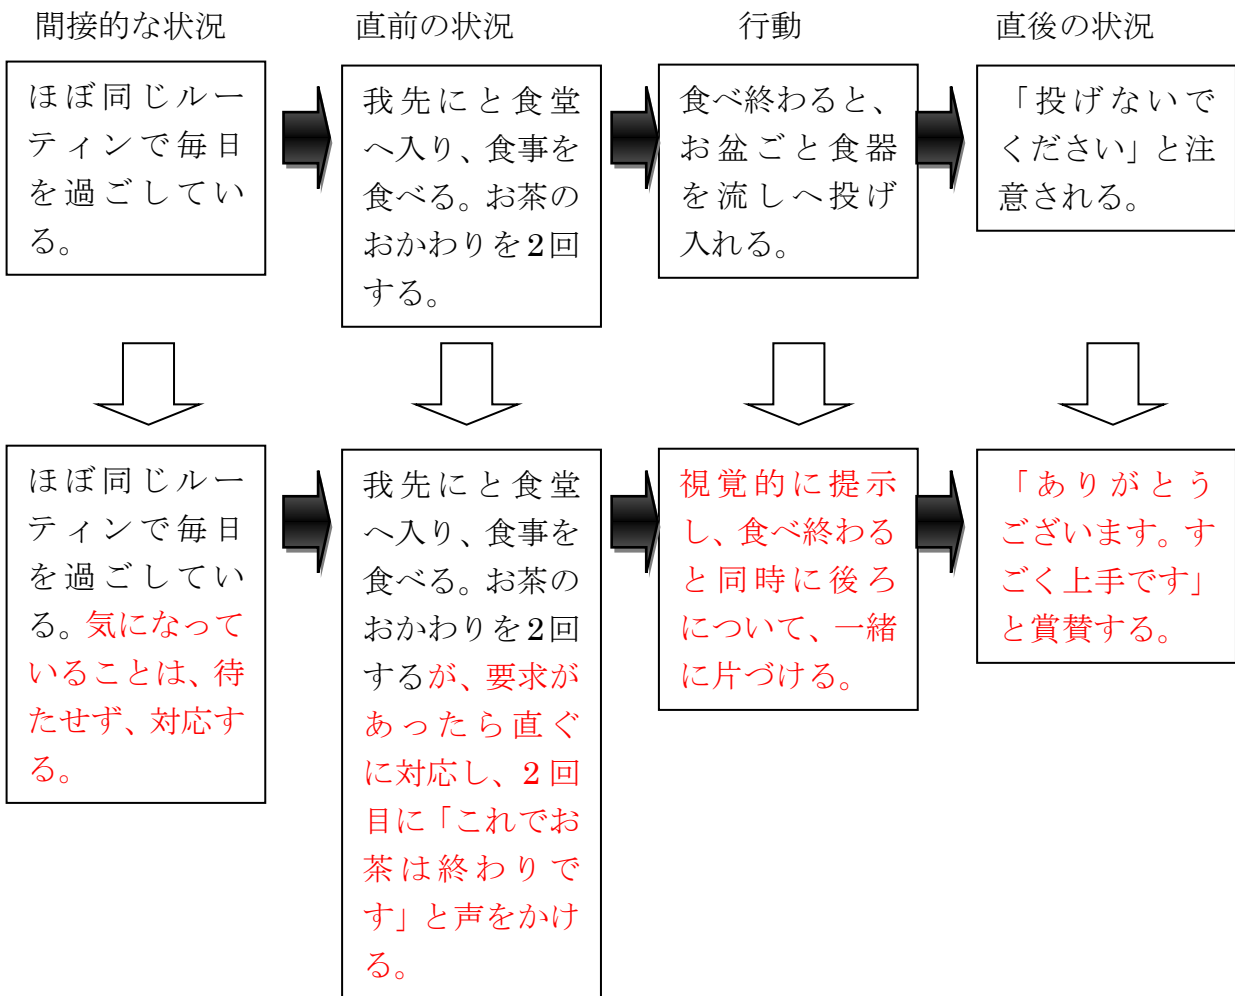 間接的な状況
直前の状況
行動
直後の状況
ほぼ同じルー
ティンで毎日
を過ごしてい
る。
我先にと食堂
へ入り、食事を
食べる。お茶の
おかわりを2回
する。
食べ終わると、
お盆ごと食器
を流しへ投げ
入れる。
「投げないで
ください」と注
意される。
ほぼ同じルー
ティンで毎日
を過ごしてい
る。気になって
いることは、待
たせず、対応す
る。
我先にと食堂
へ入り、食事を
食べる。お茶の
おかわりを2回
するが、要求が
あったら直ぐ
に対応し、2回
目に「これでお
茶は終わりで
す」と声をかけ
る。
視覚的に提示
し、食べ終わる
と同時に後ろ
について、一緒
に片づける。
「ありがとう
ございます。す
ごく上手です」
と賞賛する。